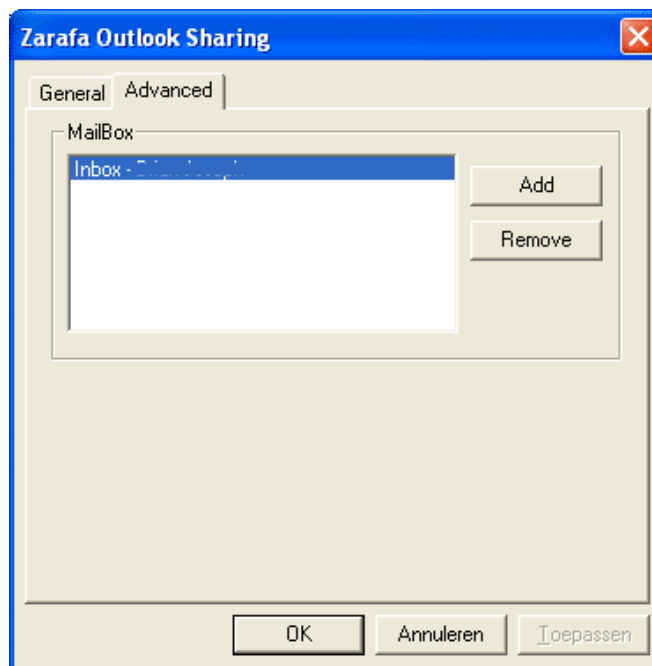 Zarafa Outlook Sharing
General Advanced
MailBox
Inbox -
Add
Remove
OK Annuleren Toepassen